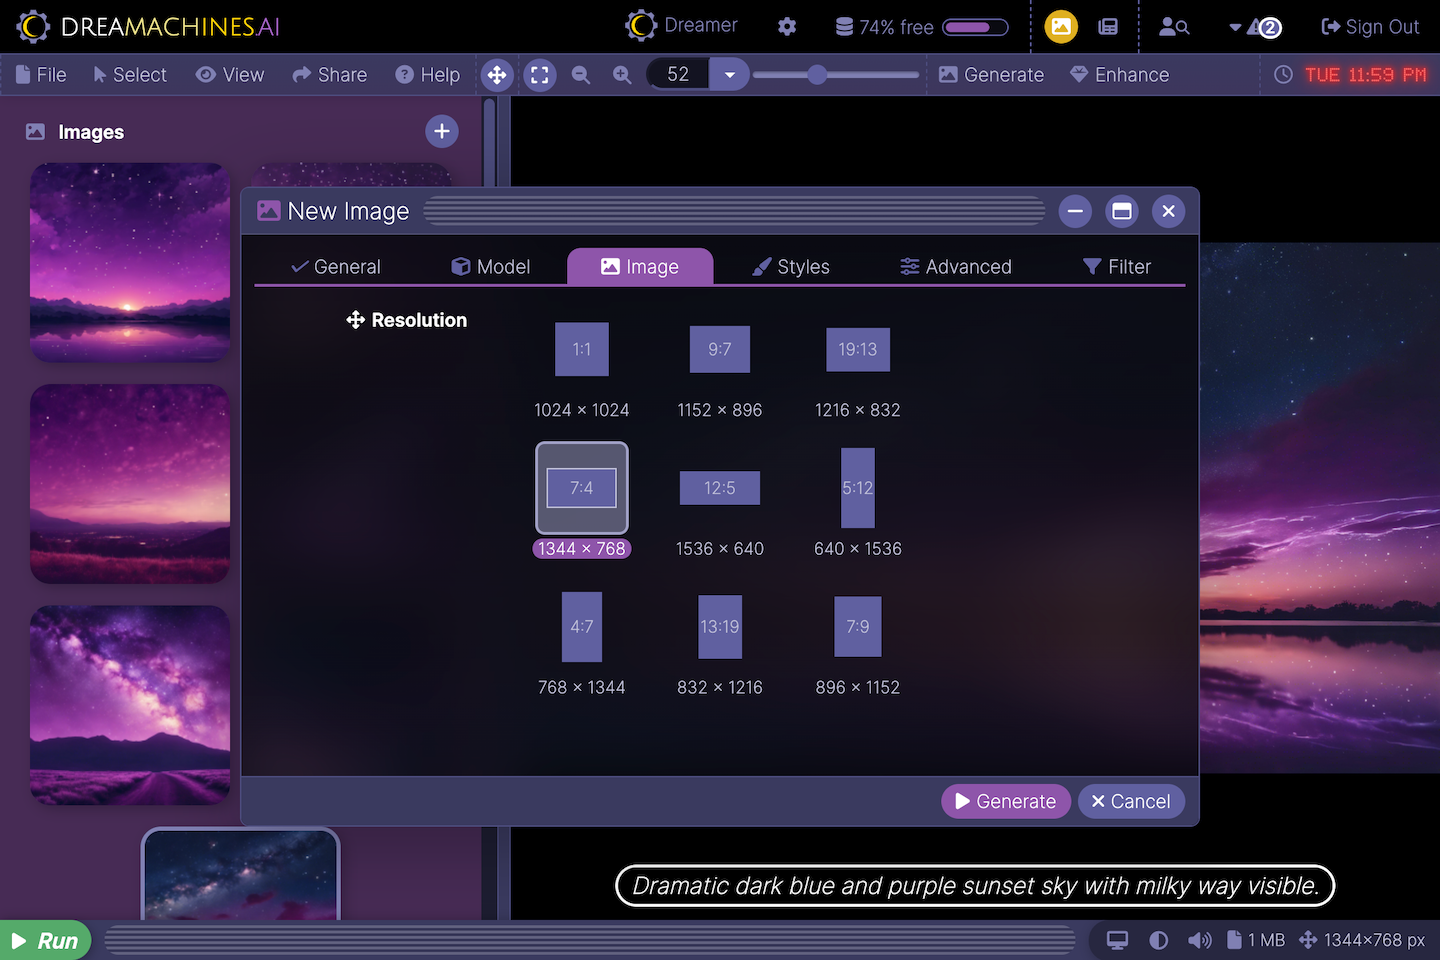 DREAMACHINES.AI
Dreamer
74% free
2
Sign Out
File Select View Share ? Help 52 Generate Enhance TUE 11:59 PM
Images
New Image
General Model Image Styles Advanced Filter
Resolution
1:1 9:7 19:13
1024 × 1024 1152 × 896 1216 × 832
7:4 12:5 5:12
1344 × 768 1536 × 640 640 × 1536
4:7 13:19 7:9
768 × 1344 832 × 1216 896 × 1152
Generate Cancel
Dramatic dark blue and purple sunset sky with milky way visible.
Run 1 MB 1344×768 px